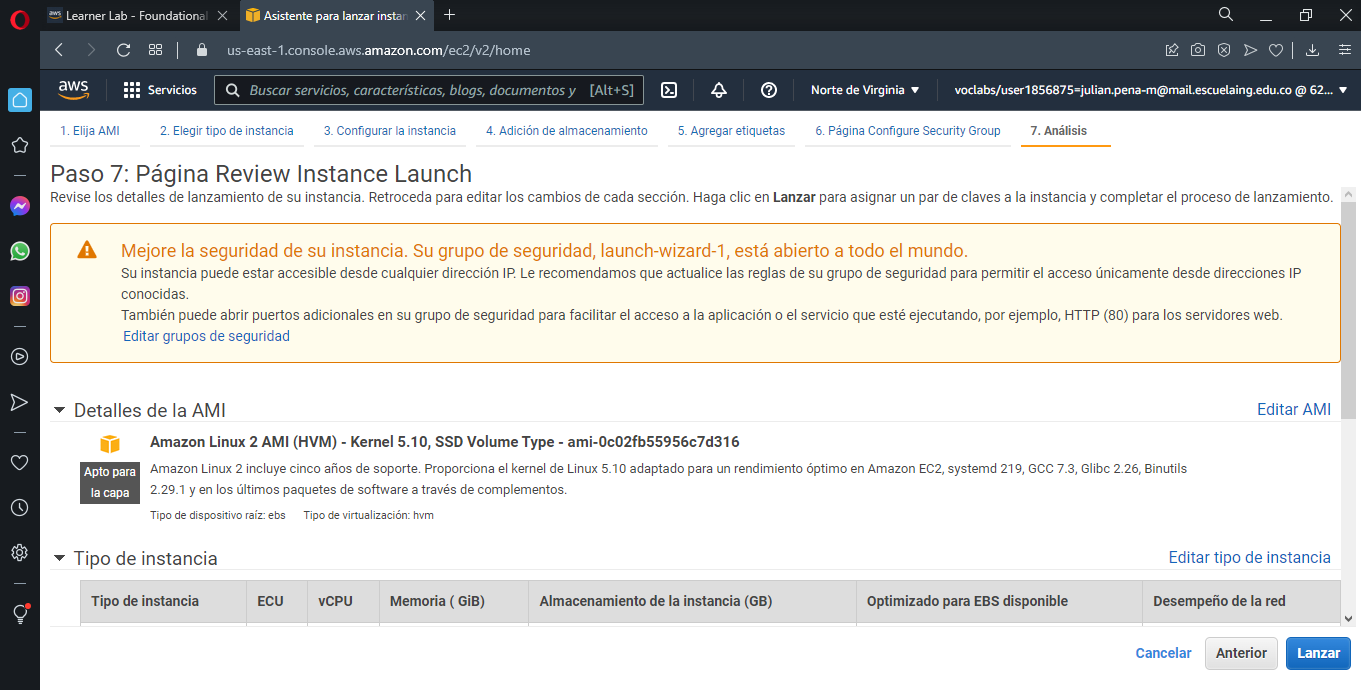 aws Learner Lab - Foundational
Asistente para lanzar instan
us-east-1.console.aws.amazon.com/ec2/v2/home
aws
Servicios
Buscar servicios, características, blogs, documentos y [Alt+S]
Norte de Virginia
voclabs/user1856875=julian.pena-m@mail.escuelaing.edu.co @ 62...
1. Elija AMI
2. Elegir tipo de instancia
3. Configurar la instancia
4. Adición de almacenamiento
5. Agregar etiquetas
6. Página Configure Security Group
7. Análisis
Paso 7: Página Review Instance Launch
Revise los detalles de lanzamiento de su instancia. Retroceda para editar los cambios de cada sección. Haga clic en Lanzar para asignar un par de claves a la instancia y completar el proceso de lanzamiento.
Mejore la seguridad de su instancia. Su grupo de seguridad, launch-wizard-1, está abierto a todo el mundo.
Su instancia puede estar accesible desde cualquier dirección IP. Le recomendamos que actualice las reglas de su grupo de seguridad para permitir el acceso únicamente desde direcciones IP
conocidas.
También puede abrir puertos adicionales en su grupo de seguridad para facilitar el acceso a la aplicación o el servicio que esté ejecutando, por ejemplo, HTTP (80) para los servidores web.
Editar grupos de seguridad
Detalles de la AMI
Editar AMI
Amazon Linux 2 AMI (HVM) - Kernel 5.10, SSD Volume Type - ami-0c02fb55956c7d316
Apto para
la capa
Amazon Linux 2 incluye cinco años de soporte. Proporciona el kernel de Linux 5.10 adaptado para un rendimiento óptimo en Amazon EC2, systemd 219, GCC 7.3, Glibc 2.26, Binutils
2.29.1 y en los últimos paquetes de software a través de complementos.
Tipo de dispositivo raíz: ebs Tipo de virtualización: hvm
Tipo de instancia
Editar tipo de instancia
Tipo de instancia
ECU
vCPU
Memoria ( GiB)
Almacenamiento de la instancia (GB)
Optimizado para EBS disponible
Desempeño de la red
Cancelar
Anterior
Lanzar